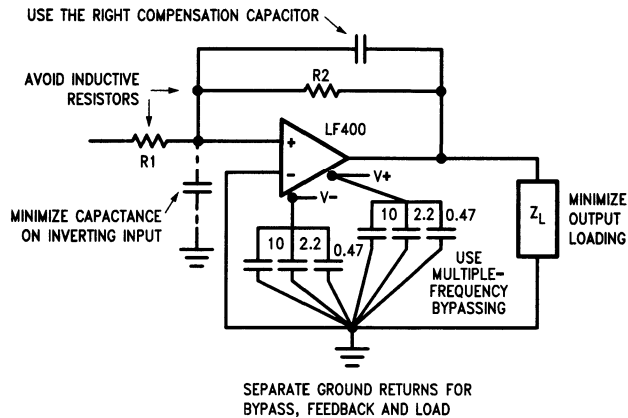 USE THE RIGHT COMPENSATION CAPACITOR
AVOID INDUCTIVE
RESISTORS
R2
LF400
R1
+
-
V+
V-
MINIMIZE CAPACTANCE
ON INVERTING INPUT
10 2.2 0.47
10 2.2 0.47
ZL
MINIMIZE
OUTPUT
LOADING
USE
MULTIPLE-
FREQUENCY
BYPASSING
SEPARATE GROUND RETURNS FOR
BYPASS, FEEDBACK AND LOAD